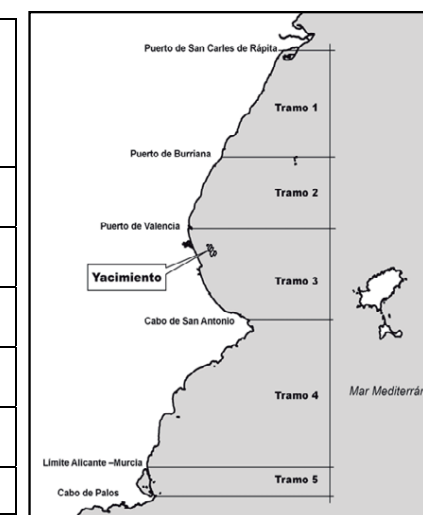 Puerto de San Carles de Rápita
Tramo 1
Puerto de Burriana
Tramo 2
Puerto de Valencia
Yacimiento
Tramo 3
Cabo de San Antonio
Tramo 4
Mar Mediterrán
Límite Alicante –Murcia
Tramo 5
Cabo de Palos